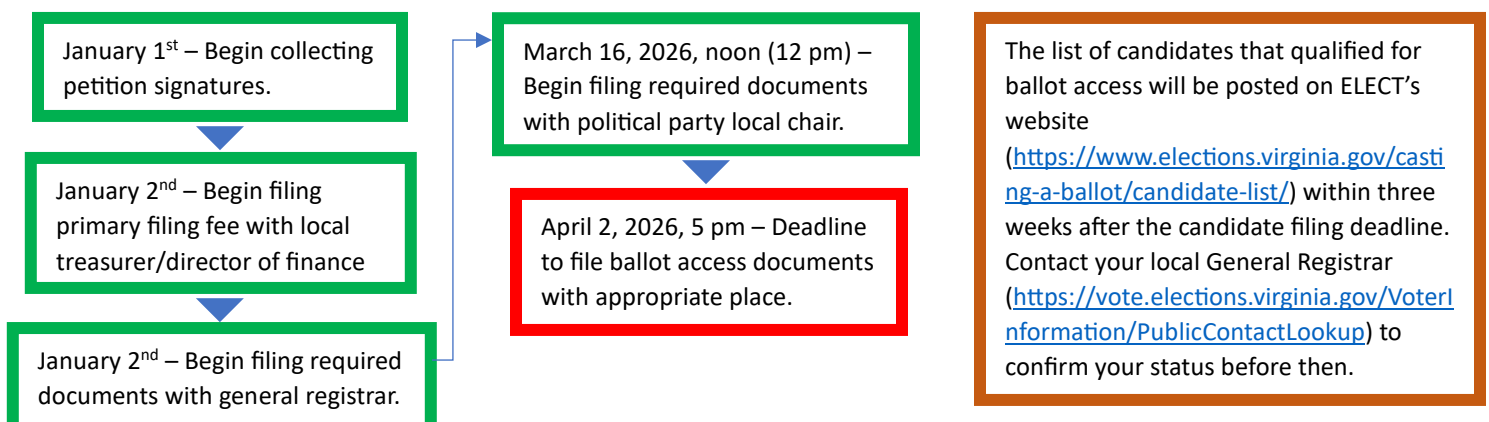 January 1st – Begin collecting
petition signatures.
January 2nd – Begin filing
primary filing fee with local
treasurer/director of finance
January 2nd – Begin filing required
documents with general registrar.
March 16, 2026, noon (12 pm) –
Begin filing required documents
with political party local chair.
April 2, 2026, 5 pm – Deadline
to file ballot access documents
with appropriate place.
The list of candidates that qualified for
ballot access will be posted on ELECT’s
website
(https://www.elections.virginia.gov/casti
ng-a-ballot/candidate-list/) within three
weeks after the candidate filing deadline.
Contact your local General Registrar
(https://vote.elections.virginia.gov/VoterI
nformation/PublicContactLookup) to
confirm your status before then.